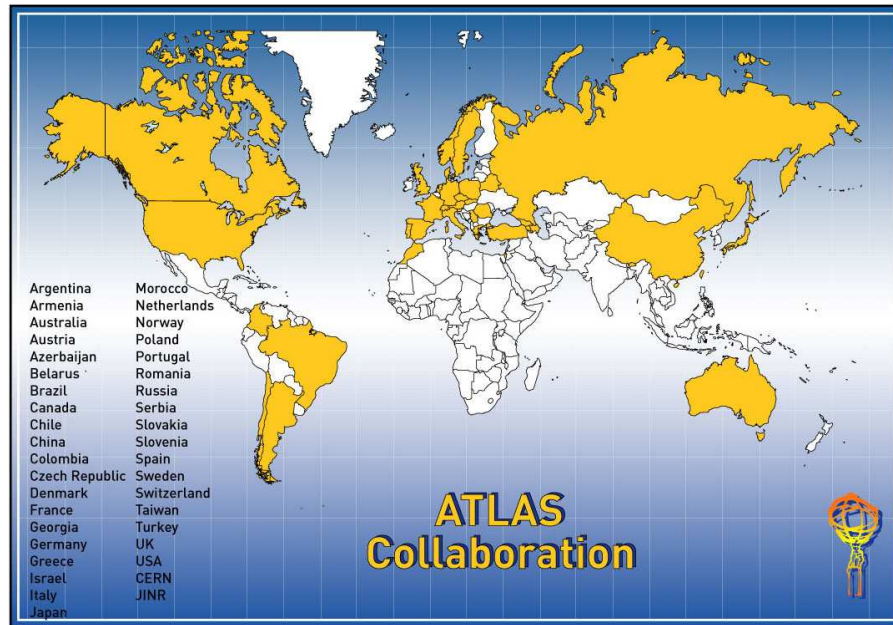 Argentina
Armenia
Australia
Austria
Azerbaijan
Belarus
Brazil
Canada
Chile
China
Colombia
Czech Republic
Denmark
France
Georgia
Germany
Greece
Israel
Italy
Japan
Morocco
Netherlands
Norway
Poland
Portugal
Romania
Russia
Serbia
Slovakia
Slovenia
Spain
Sweden
Switzerland
Taiwan
Turkey
UK
USA
CERN
JINR
ATLAS
Collaboration